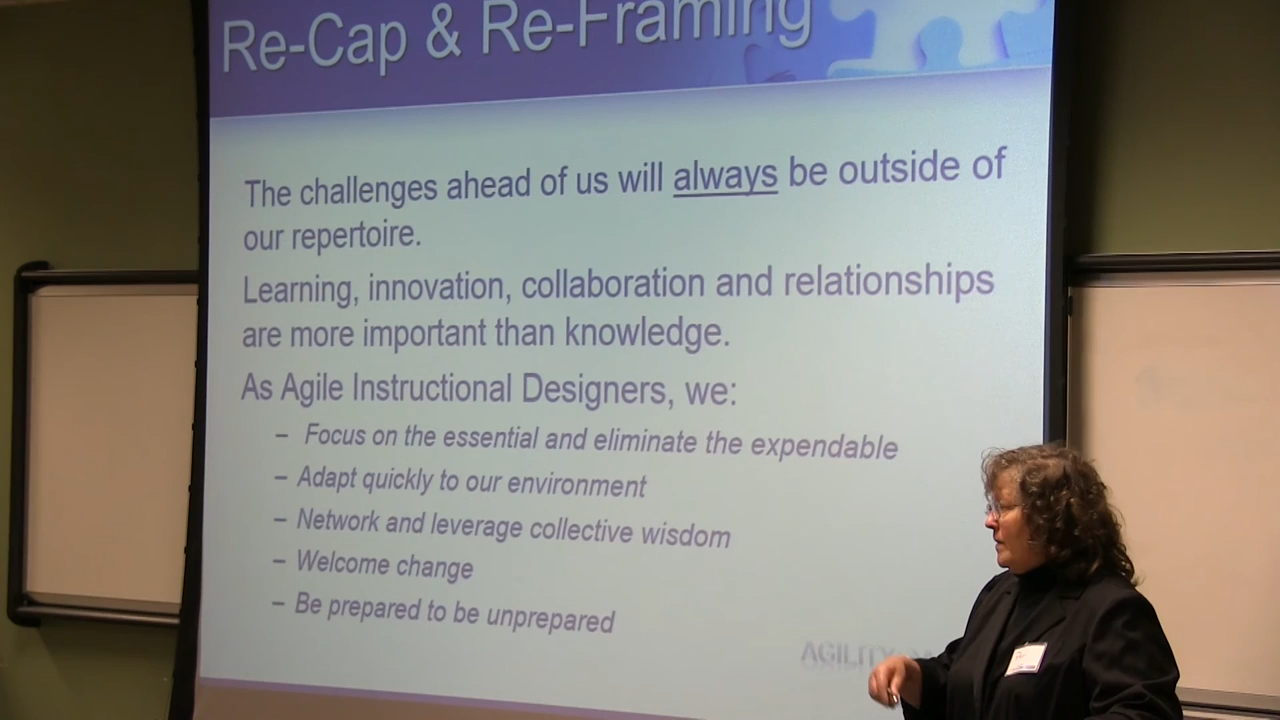 Re-Cap & Re-Framing
The challenges ahead of us will always be outside of
our repertoire.
Learning, innovation, collaboration and relationships
are more important than knowledge.
As Agile Instructional Designers, we:
– Focus on the essential and eliminate the expendable
– Adapt quickly to our environment
– Network and leverage collective wisdom
– Welcome change
– Be prepared to be unprepared
AGILITY